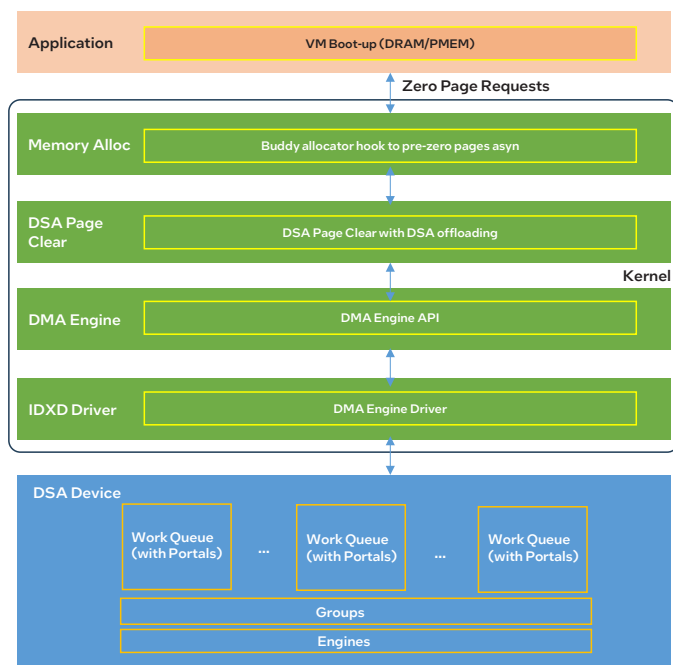 Application
VM Boot-up (DRAM/PMEM)
Zero Page Requests
Memory Alloc
Buddy allocator hook to pre-zero pages asyn
DSA Page
Clear
DSA Page Clear with DSA offloading
Kernel
DMA Engine
DMA Engine API
IDXD Driver
DMA Engine Driver
DSA Device
Work Queue
(with Portals)
...
Work Queue
(with Portals)
...
Work Queue
(with Portals)
Groups
Engines